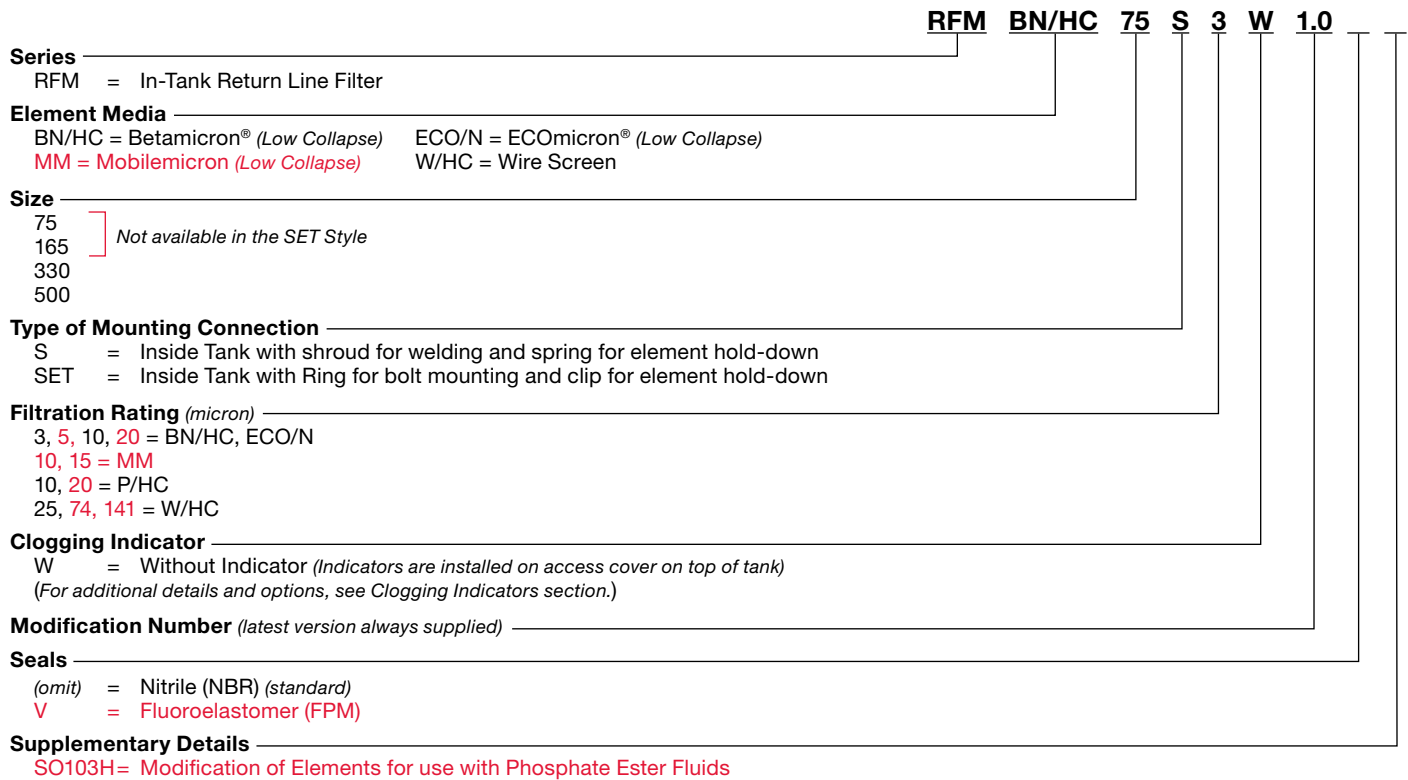 RFM BN/HC 75 S 3 W 1.0
Series
RFM = In-Tank Return Line Filter
Element Media
BN/HC = Betamicron® (Low Collapse) ECO/N = ECOmicron® (Low Collapse)
MM = Mobilemicron (Low Collapse) W/HC = Wire Screen
Size
75
165
Not available in the SET Style
330
500
Type of Mounting Connection
S = Inside Tank with shroud for welding and spring for element hold-down
SET = Inside Tank with Ring for bolt mounting and clip for element hold-down
Filtration Rating (micron)
3, 5, 10, 20 = BN/HC, ECO/N
10, 15 = MM
10, 20 = P/HC
25, 74, 141 = W/HC
Clogging Indicator
W = Without Indicator (Indicators are installed on access cover on top of tank)
(For additional details and options, see Clogging Indicators section.)
Modification Number (latest version always supplied)
Seals
(omit) = Nitrile (NBR) (standard)
V = Fluoroelastomer (FPM)
Supplementary Details
SO103H= Modification of Elements for use with Phosphate Ester Fluids